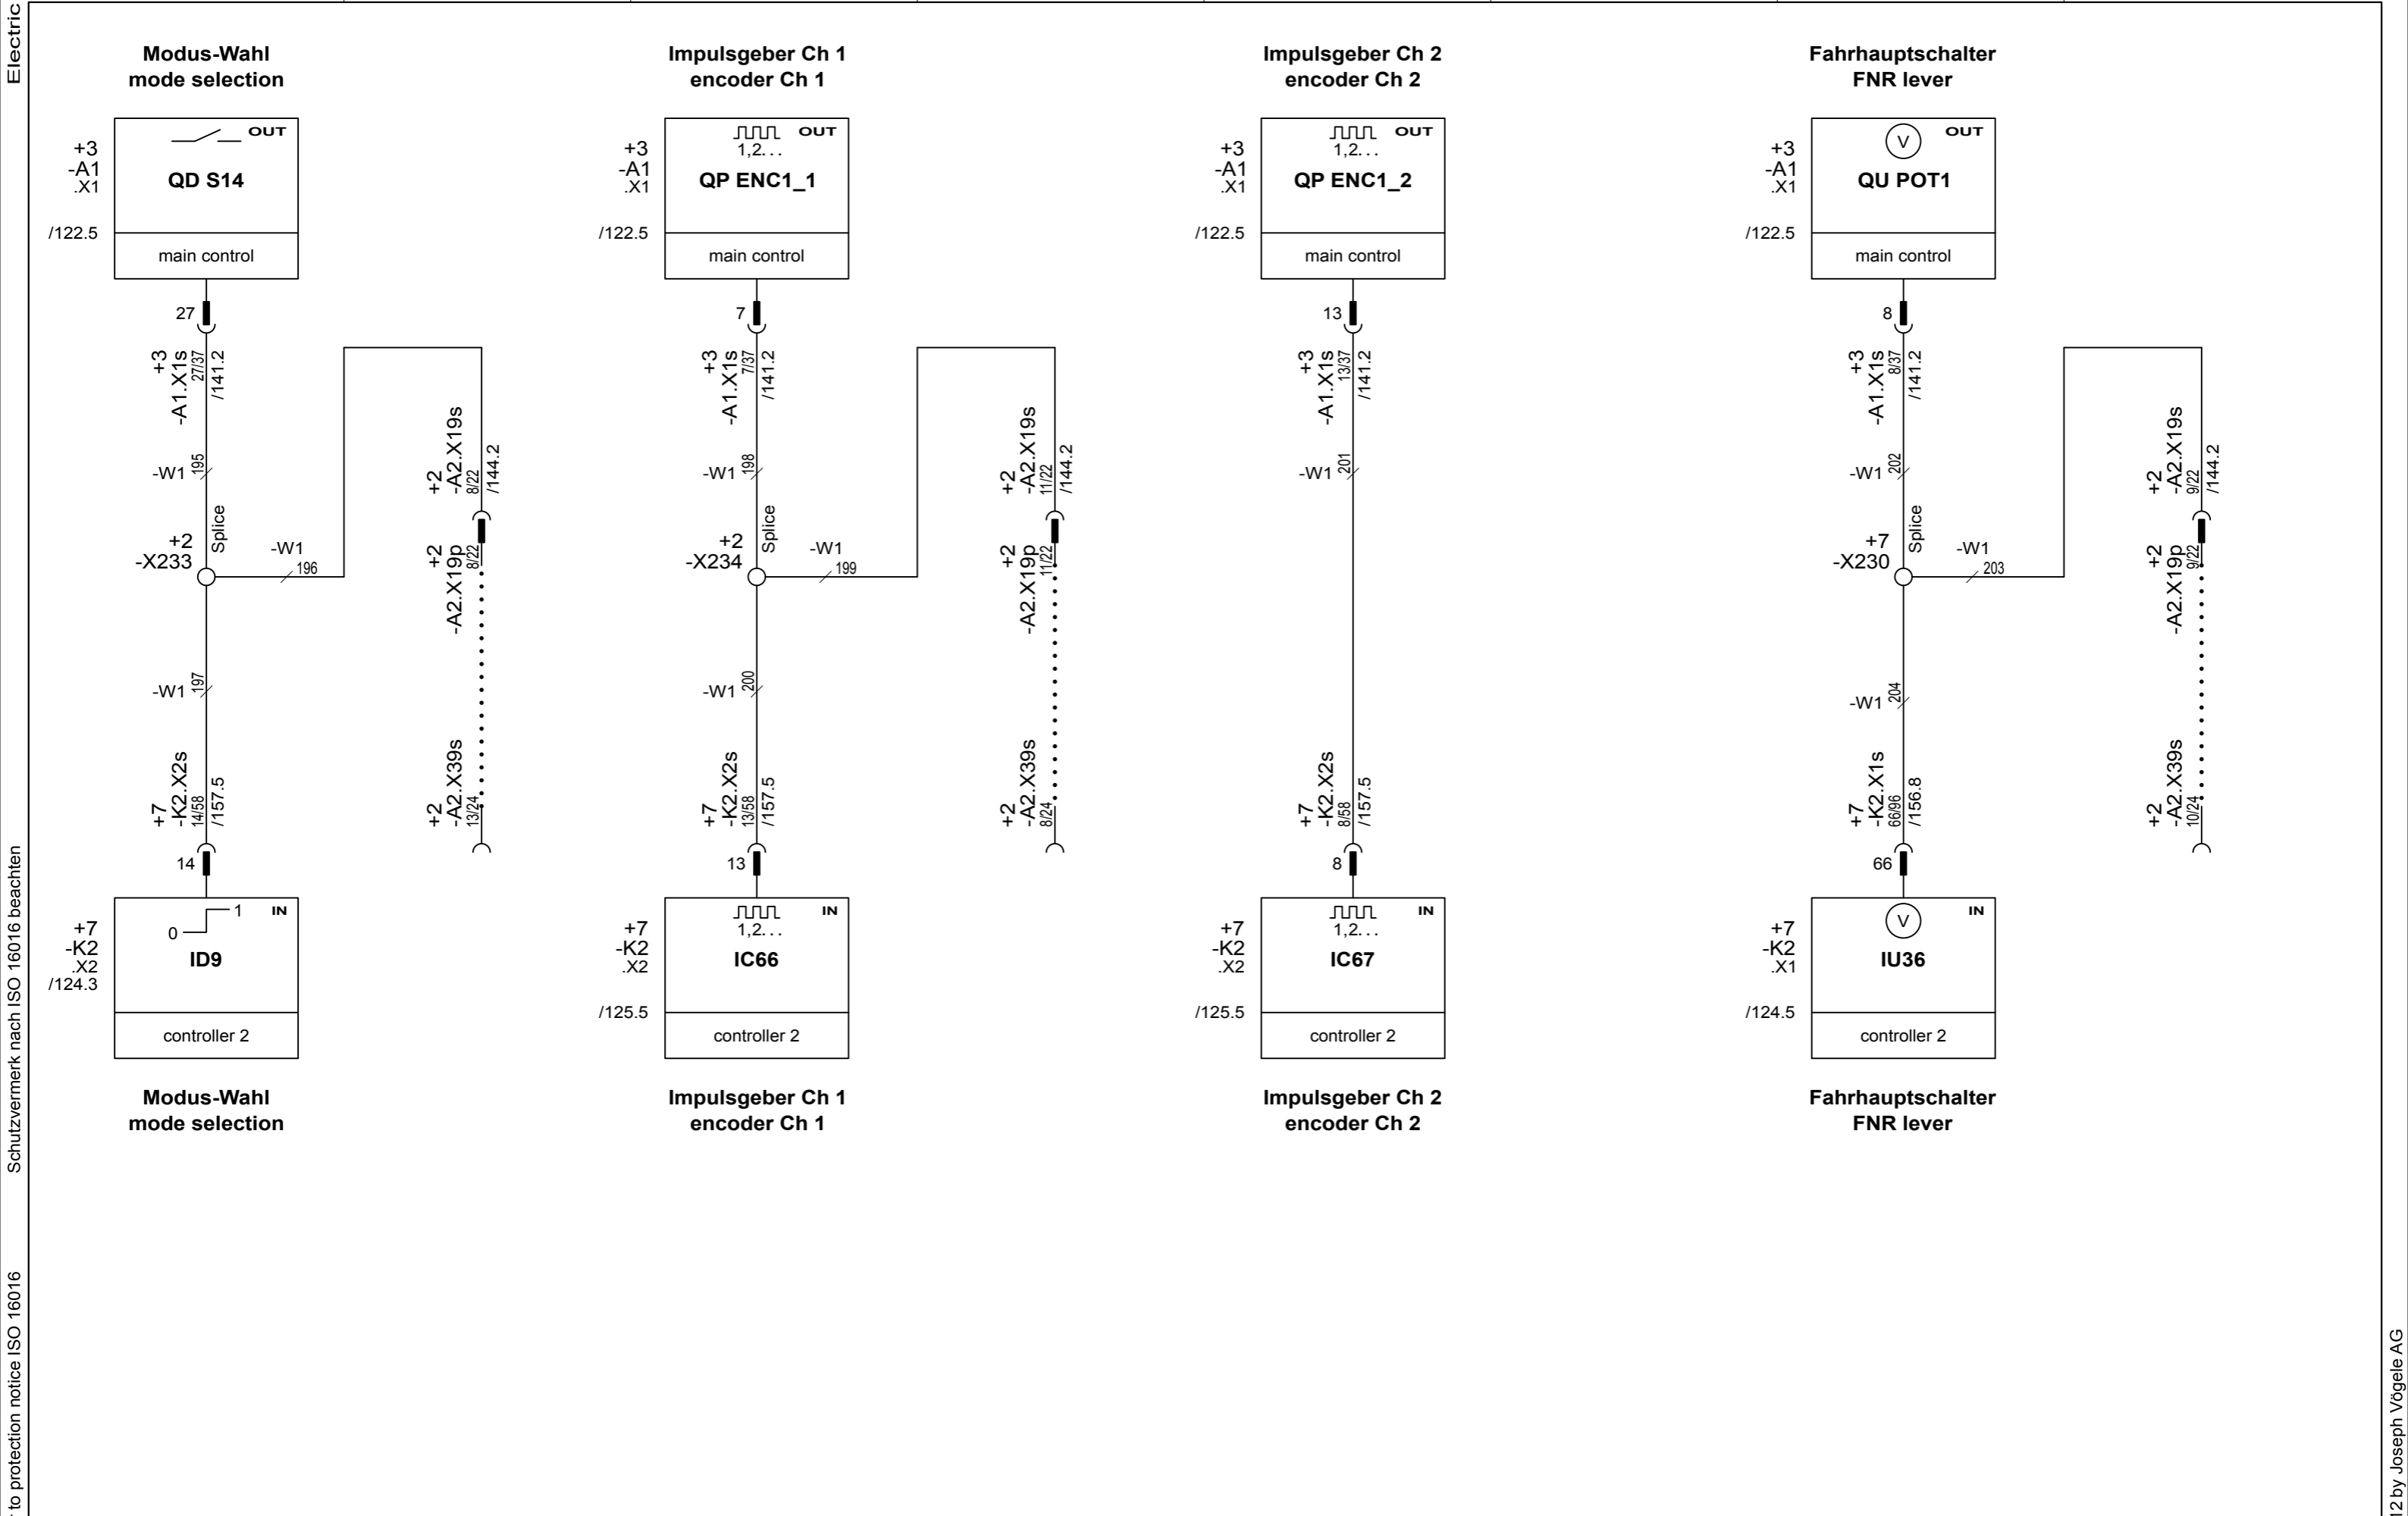 Electric
Schutzvermerk nach ISO 16016 beachten
to protection notice ISO 16016
12 by Joseph Vögele AG
Modus-Wahl
mode selection
+3
-A1
.X1
/122.5
OUT
QD S14
main control
27
+3
-A1.X1s
27/37
/141.2
-W1
195
+2
-X233
Splice
-W1
196
+2
-A2.X19s
8/22
/144.2
+2
-A2.X19p
8/22
-W1
197
+7
-K2.X2s
14/58
/157.5
+2
-A2.X39s
13/24
14
+7
-K2
.X2
/124.3
0
1
IN
ID9
controller 2
Modus-Wahl
mode selection
Impulsgeber Ch 1
encoder Ch 1
+3
-A1
.X1
/122.5
OUT
1,2. . .
QP ENC1_1
main control
7
+3
-A1.X1s
7/37
/141.2
-W1
198
+2
-X234
Splice
-W1
199
+2
-A2.X19s
11/22
/144.2
+2
-A2.X19p
11/22
-W1
200
+7
-K2.X2s
13/58
/157.5
+2
-A2.X39s
8/24
13
+7
-K2
.X2
/125.5
IN
1,2. . .
IC66
controller 2
Impulsgeber Ch 1
encoder Ch 1
Impulsgeber Ch 2
encoder Ch 2
+3
-A1
.X1
/122.5
OUT
1,2. . .
QP ENC1_2
main control
13
+3
-A1.X1s
13/37
/141.2
-W1
201
+7
-K2.X2s
8/58
/157.5
8
+7
-K2
.X2
/125.5
IN
1,2. . .
IC67
controller 2
Impulsgeber Ch 2
encoder Ch 2
Fahrhauptschalter
FNR lever
+3
-A1
.X1
/122.5
V
OUT
QU POT1
main control
8
+3
-A1.X1s
8/37
/141.2
-W1
202
+7
-X230
Splice
-W1
203
+2
-A2.X19s
9/22
/144.2
+2
-A2.X19p
9/22
-W1
204
+7
-K2.X1s
66/96
/156.8
+2
-A2.X39s
10/24
66
+7
-K2
.X1
/124.5
V
IN
IU36
controller 2
Fahrhauptschalter
FNR lever